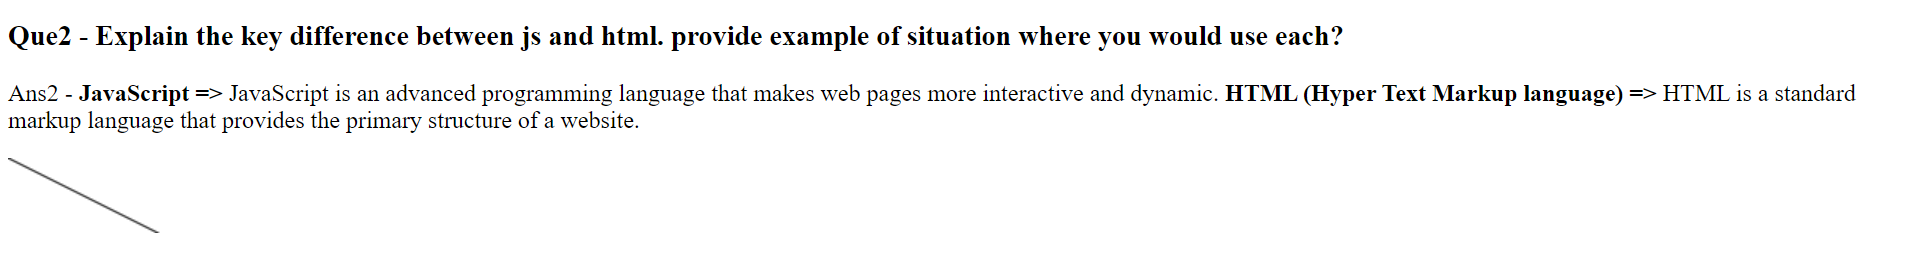 Que2 - Explain the key difference between js and html. provide example of situation where you would use each?
Ans2 - JavaScript => JavaScript is an advanced programming language that makes web pages more interactive and dynamic. HTML (Hyper Text Markup language) => HTML is a standard
markup language that provides the primary structure of a website.